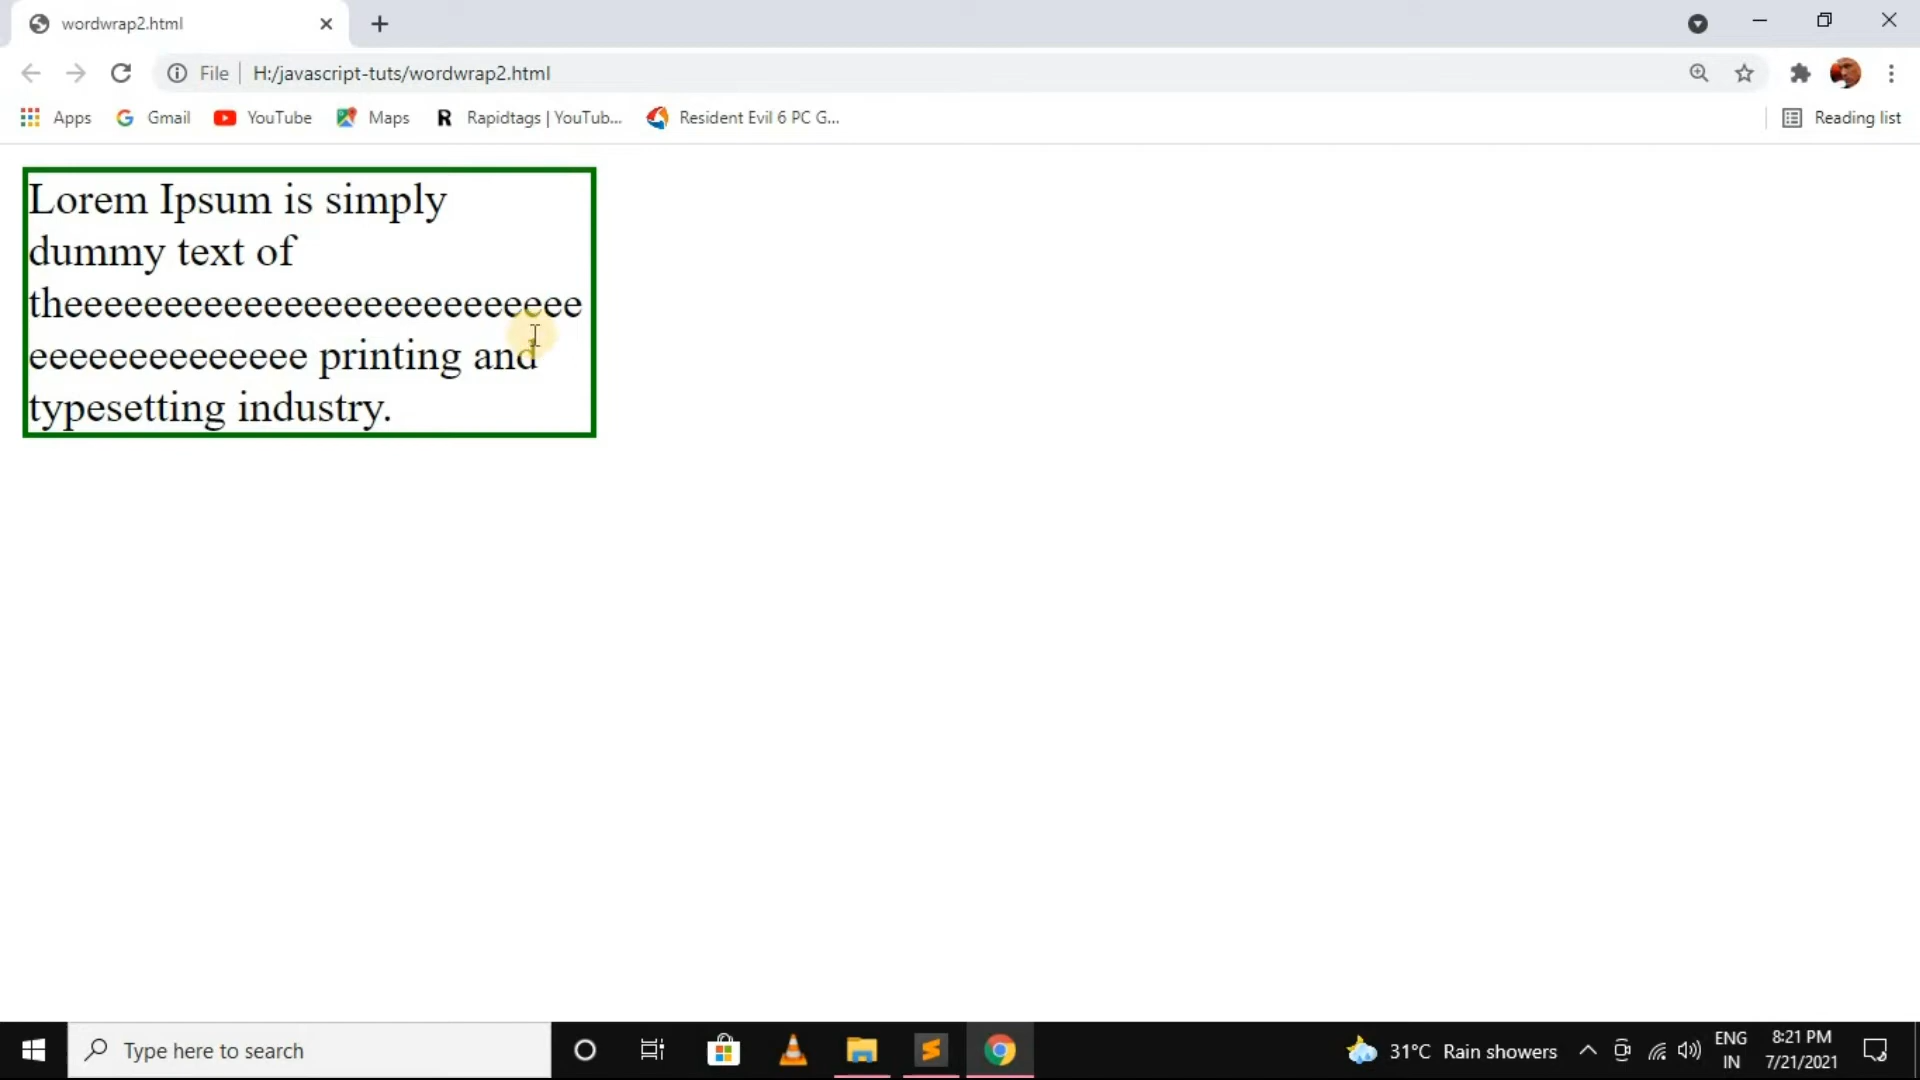 wordwrap2.html
File H:/javascript-tuts/wordwrap2.html
Apps Gmail YouTube Maps R Rapidtags | YouTub... Resident Evil 6 PC G... Reading list
Lorem Ipsum is simply
dummy text of
theeeeeeeeeeeeeeeeeeeeeeeeee
eeeeeeeeeeeeee printing and
typesetting industry.
Type here to search
31°C Rain showers
ENG
IN
8:21 PM
7/21/2021